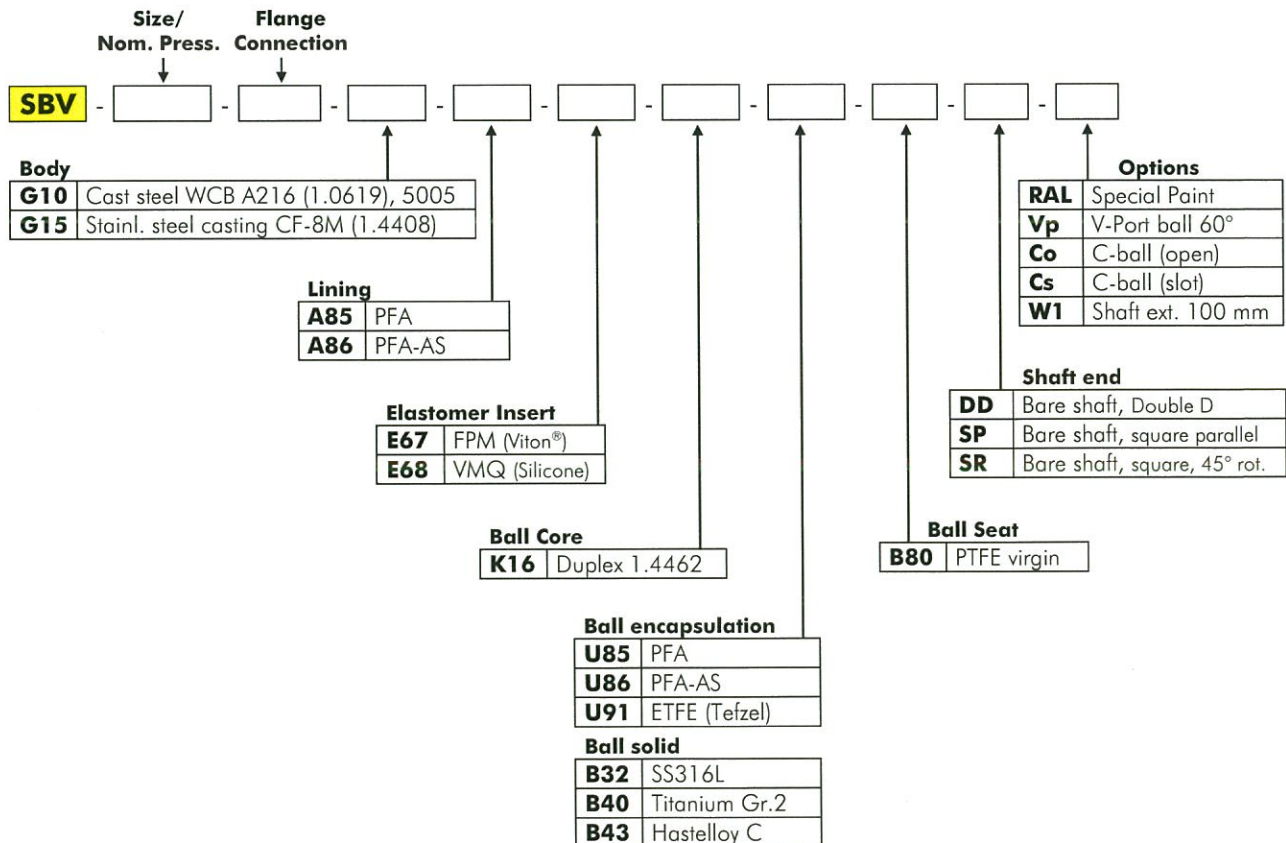 Size/ Nom. Press.
Flange Connection
SBV - - - - - - - - - -
Body
G10 Cast steel WCB A216 (1.0619), 5005
G15 Stainl. steel casting CF-8M (1.4408)
Options
RAL Special Paint
Vp V-Port ball 60°
Co C-ball (open)
Cs C-ball (slot)
W1 Shaft ext. 100 mm
Lining
A85 PFA
A86 PFA-AS
Shaft end
DD Bare shaft, Double D
SP Bare shaft, square parallel
SR Bare shaft, square, 45° rot.
Elastomer Insert
E67 FPM (Viton®)
E68 VMQ (Silicone)
Ball Core
K16 Duplex 1.4462
Ball Seat
B80 PTFE virgin
Ball encapsulation
U85 PFA
U86 PFA-AS
U91 ETFE (Tefzel)
Ball solid
B32 SS316L
B40 Titanium Gr.2
B43 Hastelloy C